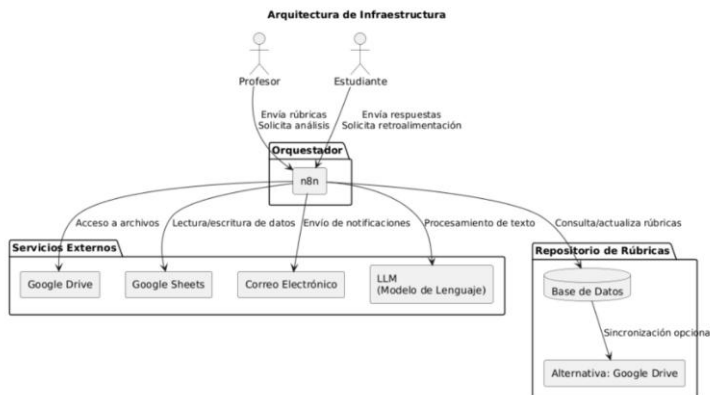 Arquitectura de Infraestructura
Profesor
Estudiante
Envía rúbricas
Solicita análisis
Envía respuestas
Solicita retroalimentación
Orquestador
n8n
Acceso a archivos
Lectura/escritura de datos
Envío de notificaciones
Procesamiento de texto
Consulta/actualiza rúbricas
Servicios Externos
Google Drive
Google Sheets
Correo Electrónico
LLM
(Modelo de Lenguaje)
Repositorio de Rúbricas
Base de Datos
Sincronización opciona
Alternativa: Google Drive